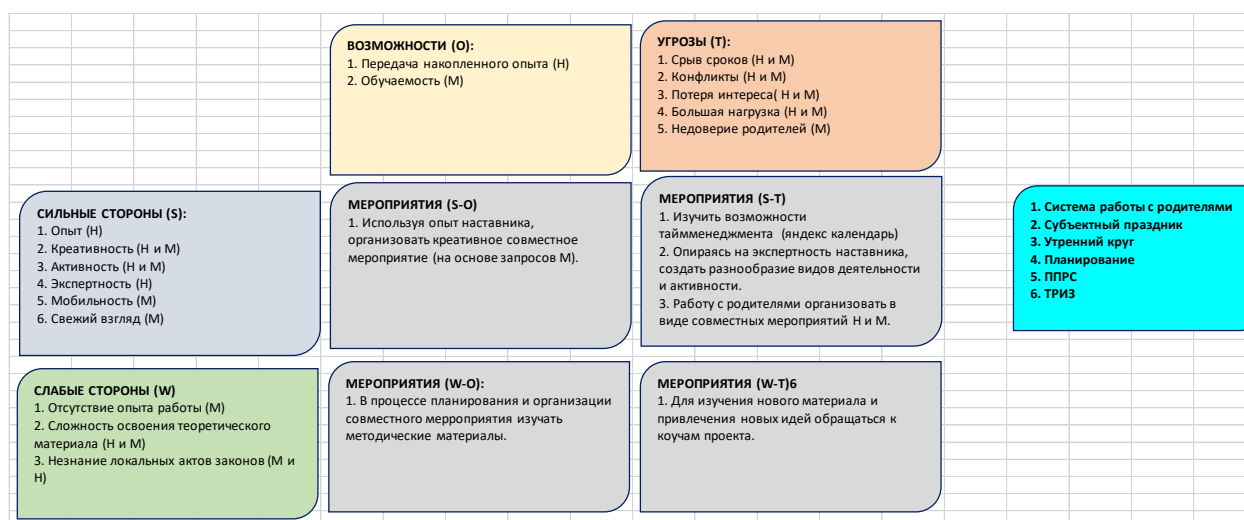 ВОЗМОЖНОСТИ (O):
1. Передача накопленного опыта (Н)
2. Обучаемость (М)
УГРОЗЫ (T):
1. Срыв сроков (Н и М)
2. Конфликты (Н и М)
3. Потеря интереса( Н и М)
4. Большая нагрузка (Н и М)
5. Недоверие родителей (М)
СИЛЬНЫЕ СТОРОНЫ (S):
1. Опыт (Н)
2. Креативность (Н и М)
3. Активность (Н и М)
4. Экспертность (Н)
5. Мобильность (М)
6. Свежий взгляд (М)
МЕРОПРИЯТИЯ (S-O)
1. Используя опыт наставника,
организовать креативное совместное
мероприятие (на основе запросов М).
МЕРОПРИЯТИЯ (S-T)
1. Изучить возможности
таймменеджмента (яндекс календарь)
2. Опираясь на экспертность наставника,
создать разнообразие видов деятельности
и активности.
3. Работу с родителями организовать в
виде совместных мероприятий Н и М.
1. Система работы с родителями
2. Субъектный праздник
3. Утренний круг
4. Планирование
5. ППРС
6. ТРИЗ
СЛАБЫЕ СТОРОНЫ (W)
1. Отсутствие опыта работы (М)
2. Сложность освоения теоретического
материала (Н и М)
3. Незнание локальных актов законов (М и
Н)
МЕРОПРИЯТИЯ (W-O):
1. В процессе планирования и организации
совместного мерроприятия изучать
методические материалы.
МЕРОПРИЯТИЯ (W-T)6
1. Для изучения нового материала и
привлечения новых идей обращаться к
коучам проекта.